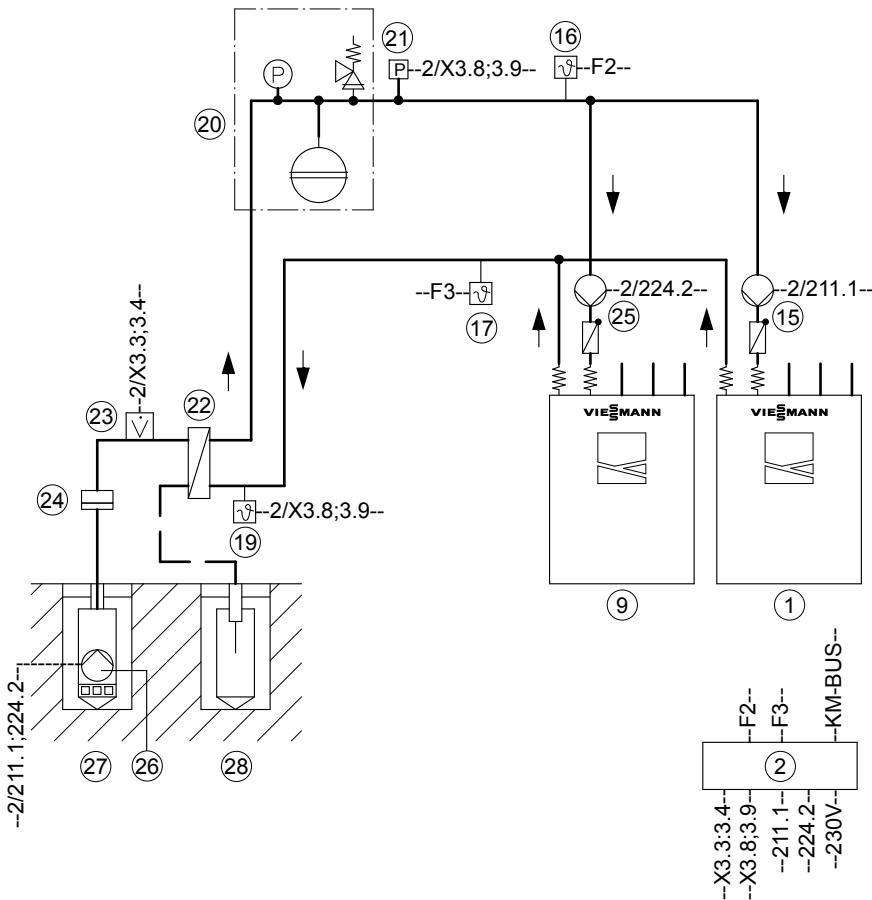 21
16
P
P
--2/X3.8;3.9--
ϑ
--F2--
20
--F3--
ϑ
17
--2/224.2--
25
--2/211.1--
15
--2/X3.3;3.4--
23
22
VIESSMANN
VIESSMANN
24
ϑ
--2/X3.8;3.9--
19
9
1
--2/211.1;224.2--
27
26
28
--F2--
--F3--
--KM-BUS--
2
--X3.3;3.4--
--X3.8;3.9--
--211.1--
--224.2--
--230V--